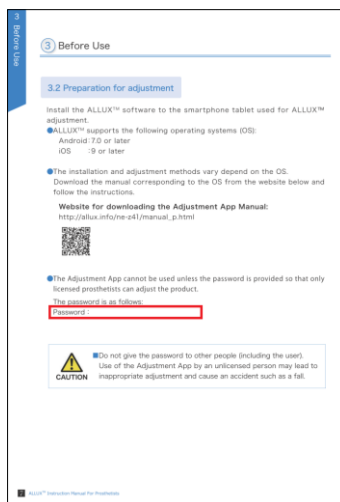 3 Before Use
3 Before Use
3.2 Preparation for adjustment
Install the ALLUX™ software to the smartphone tablet used for ALLUX™
adjustment.
●ALLUX™ supports the following operating systems (OS):
Android : 7.0 or later
iOS : 9 or later
●The installation and adjustment methods vary depend on the OS.
Download the manual corresponding to the OS from the website below and
follow the instructions.
Website for downloading the Adjustment App Manual:
http://allux.info/ne-z41/manual_p.html
●The Adjustment App cannot be used unless the password is provided so that only
licensed prosthetists can adjust the product.
The password is as follows:
Password :
CAUTION
■Do not give the password to other people (including the user).
Use of the Adjustment App by an unlicensed person may lead to
inappropriate adjustment and cause an accident such as a fall.
ALLUX™ Instruction Manual For Prosthetists